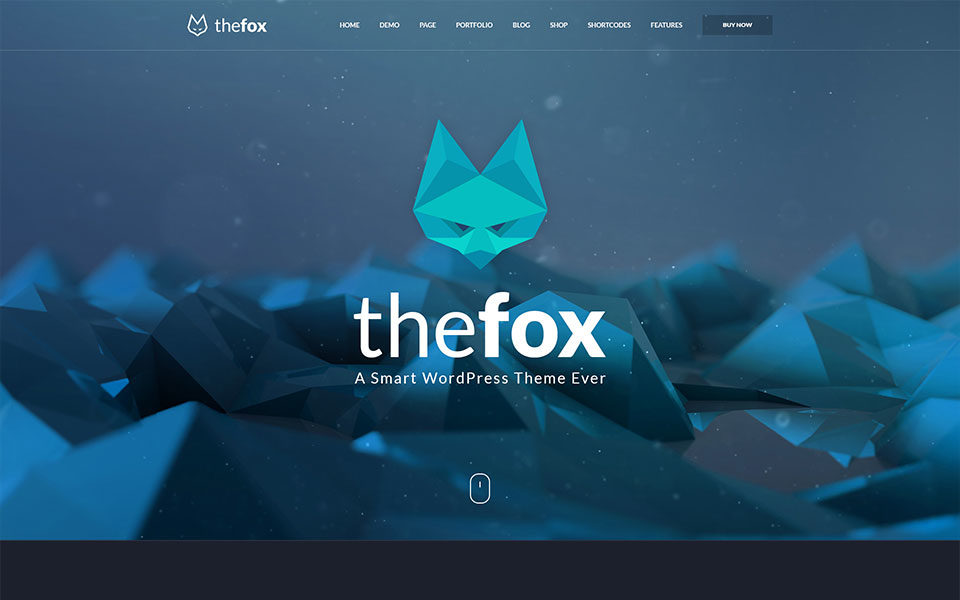 thefox
HOME DEMO PAGE PORTFOLIO BLOG SHOP SHORTCODES FEATURES BUY NOW
thefox
A Smart WordPress Theme Ever